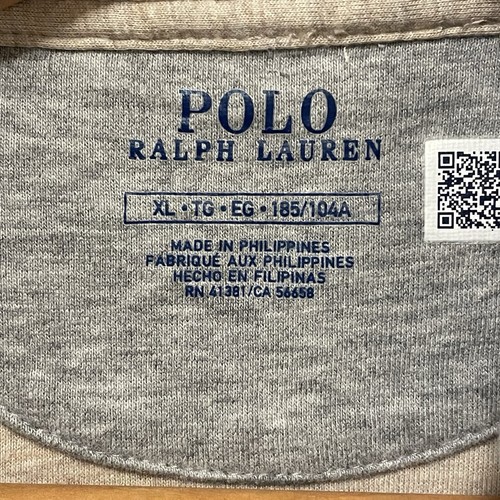 POLO
RALPH LAUREN
XL • TG • EG • 185/104A
MADE IN PHILIPPINES
FABRIQUÉ AUX PHILIPPINES
HECHO EN FILIPINAS
RN 41381/CA 56658